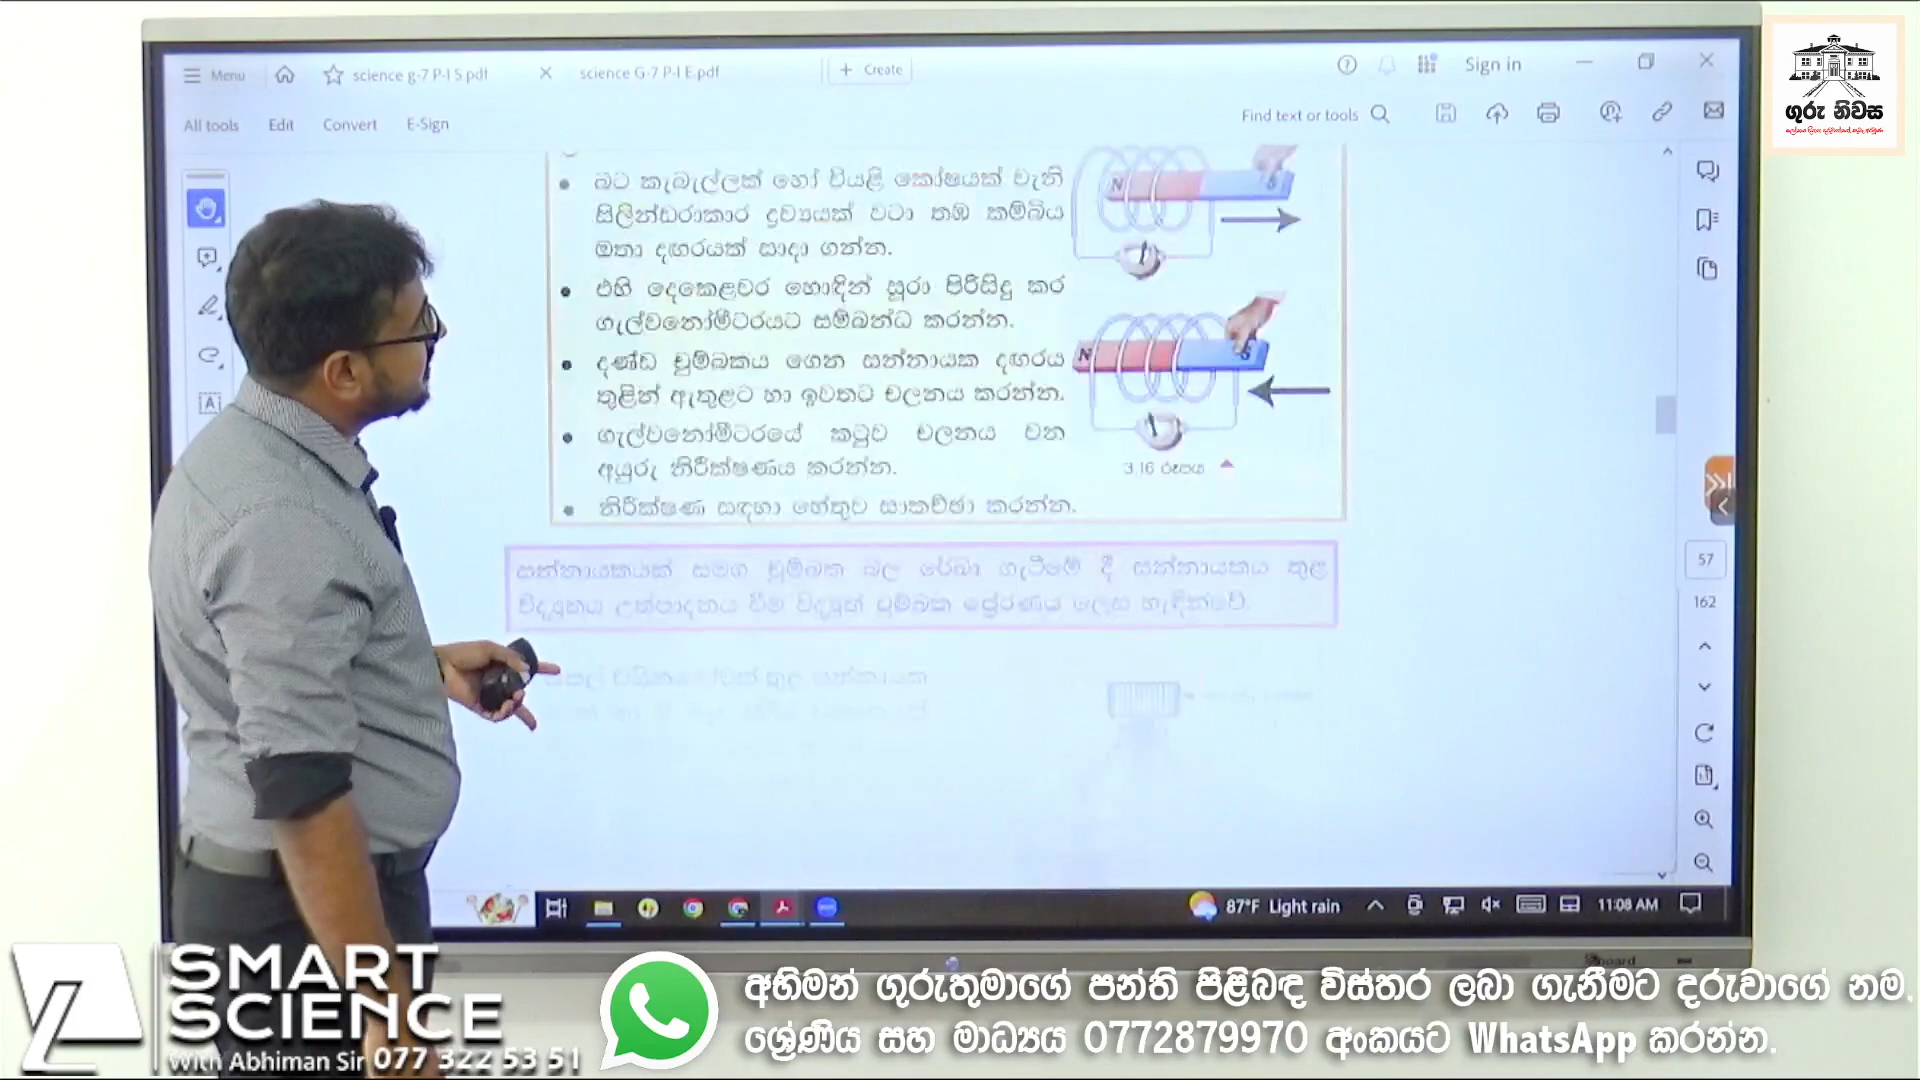 Menu
science g-7 P-I S.pdf
science G-7 P-I E.pdf
+ Create
Sign in
All tools
Edit
Convert
E-Sign
Find text or tools
බට කැබැල්ලක් හෝ වියළි කෝෂයක් වැනි
සිලින්ඩරාකාර ද්‍රව්‍යයක් වටා තඹ කම්බිය
ඔතා දඟරයක් සාදා ගන්න.
එහි දෙකෙළවර හොඳින් සූරා පිරිසිදු කර
ගැල්වනෝමීටරයට සම්බන්ධ කරන්න.
දණ්ඩ චුම්බකය ගෙන සන්නායක දඟරය
තුළින් ඇතුළට හා ඉවතට චලනය කරන්න.
ගැල්වනෝමීටරයේ කටුව චලනය වන
අයුරු නිරීක්ෂණය කරන්න.
නිරීක්ෂණ සඳහා හේතුව සාකච්ඡා කරන්න.
N
S
N
S
3.16 රූපය
සන්නායකයක් සමග චුම්බක බල රේඛා ගැටීමේ දී සන්නායකය තුළ
විද්‍යුතය උත්පාදනය වීම විද්‍යුත් චුම්බක ප්‍රේරණය ලෙස හැඳින්වේ.
57
162
87°F Light rain
11:08 AM
ගුරු නිවස
SMART
SCIENCE
With Abhiman Sir 077 322 53 51
අභිමන් ගුරුතුමාගේ පන්ති පිළිබඳ විස්තර ලබා ගැනීමට දරුවාගේ නම,
ශ්‍රේණිය සහ මාධ්‍යය 0772879970 අංකයට WhatsApp කරන්න.